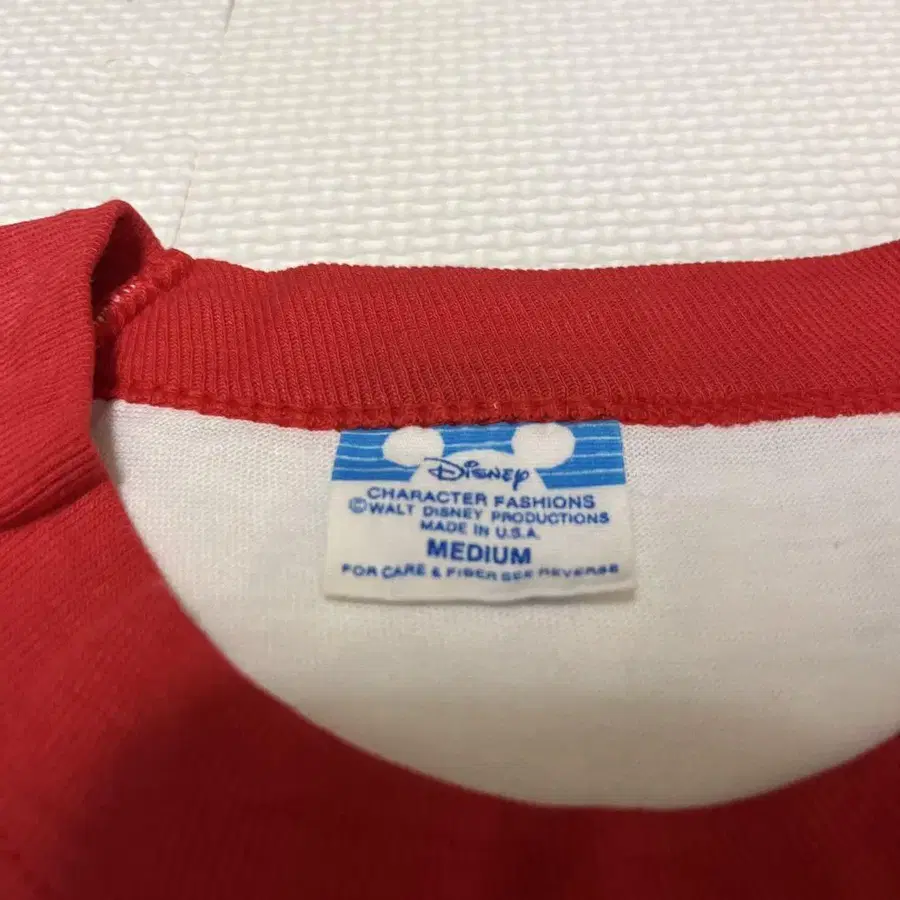 Disney
CHARACTER FASHIONS
©WALT DISNEY PRODUCTIONS
MADE IN U.S.A.
MEDIUM
FOR CARE & FIBER SEE REVERSE